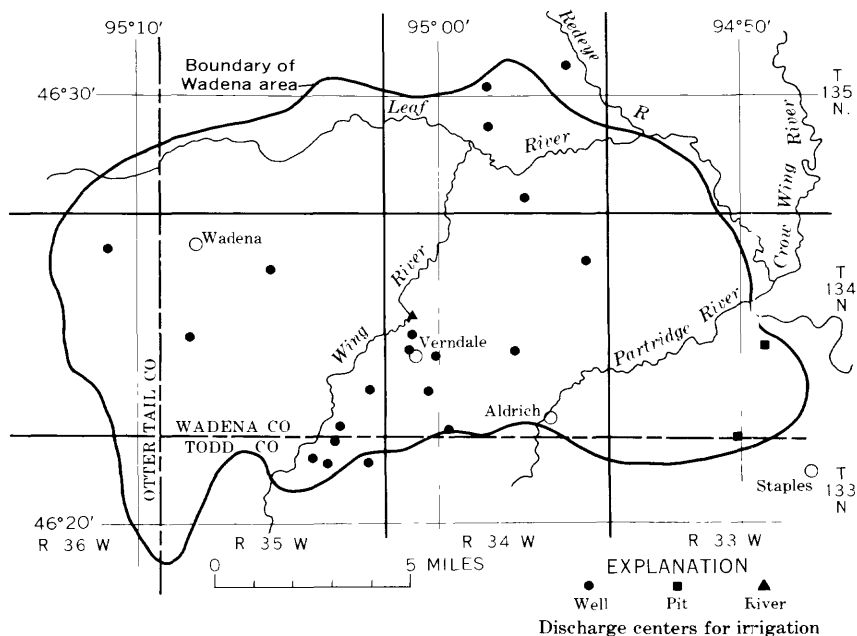 95°10'
95°00'
94°50'
Redeye
R
Boundary of
Wadena area
46°30'
T
135
N.
Leaf
River
Crow Wing River
Wadena
River
Wing
T
134
N
Partridge River
Verndale
Aldrich
OTTER TAIL CO
WADENA CO
TODD CO
Staples
T
133
N
46°20'
R 36 W
R 35 W
R 34 W
R 33 W
0
5 MILES
EXPLANATION
Well
Pit
River
Discharge centers for irrigation